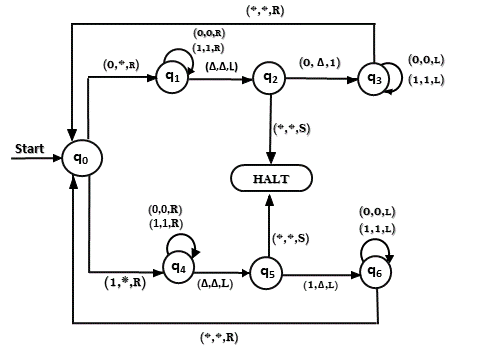 (*,*,R)
(0,0,R)
(1,1,R)
(0,*,R)
q1
(Δ,Δ,L)
q2
(0, Δ,1)
q3
(0,0,L)
(1,1,L)
(*,*,S)
Start
q0
HALT
(0,0,R)
(1,1,R)
(*,*,S)
(0,0,L)
(1,1,L)
q4
q5
q6
(1,*,R)
(Δ,Δ,L)
(1,Δ,L)
(*,*,R)